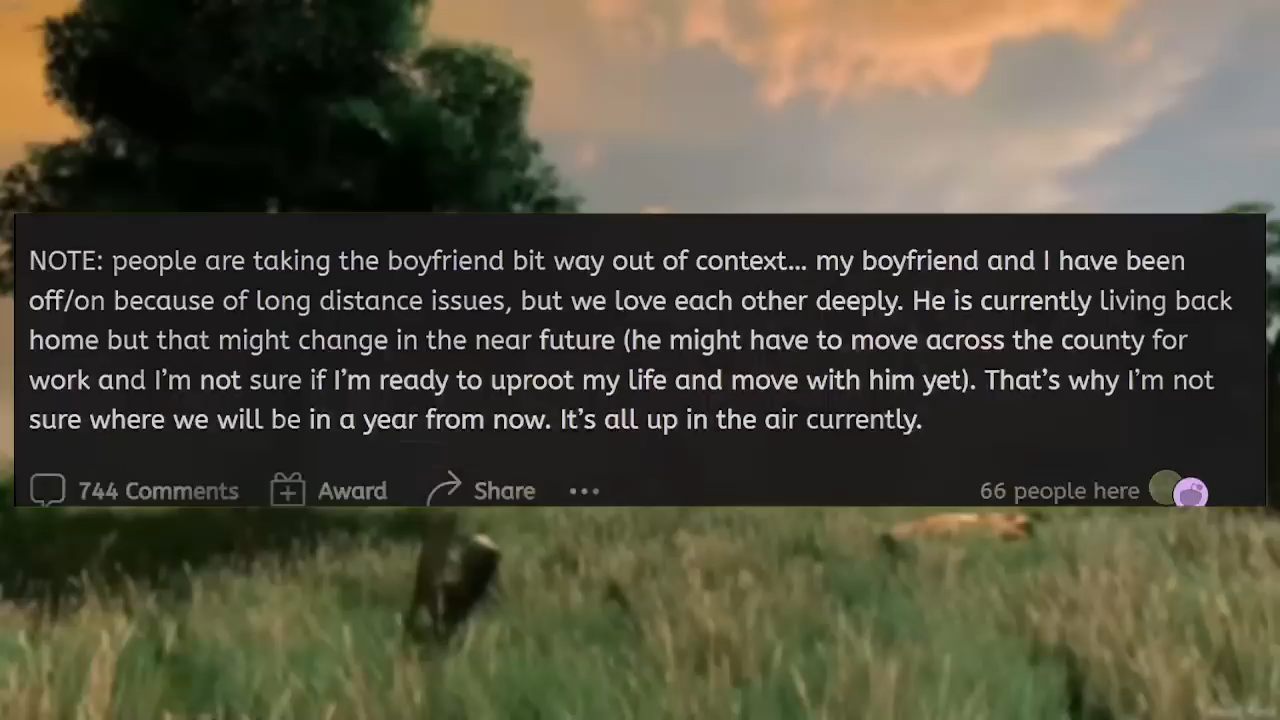 NOTE: people are taking the boyfriend bit way out of context... my boyfriend and I have been
off/on because of long distance issues, but we love each other deeply. He is currently living back
home but that might change in the near future (he might have to move across the county for
work and I'm not sure if I'm ready to uproot my life and move with him yet). That's why I'm not
sure where we will be in a year from now. It's all up in the air currently.
744 Comments Award Share ••• 66 people here